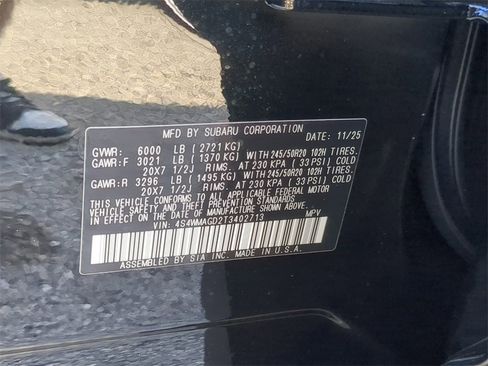 MFD BY SUBARU CORPORATION DATE: 11/25
GVWR: 6000 LB (2721 KG)
GAWR:F 3021 LB (1370 KG) WITH 245/50R20 102H TIRES.
20X7 1/2J RIMS. AT 230 KPA (33 PSI) COLD
GAWR:R 3296 LB (1495 KG) WITH 245/50R20 102H TIRES.
20X7 1/2J RIMS. AT 230 KPA (33 PSI) COLD
THIS VEHICLE CONFORMS TO ALL APPLICABLE FEDERAL MOTOR
VEHICLE SAFETY AND THEFT PREVENTION STANDARDS
IN EFFECT ON THE DATE OF MANUFACTURE SHOWN ABOVE.
VIN: 4S4WMAGD2T3402713 MPV
ASSEMBLED BY SIA INC. MADE IN U.S.A.